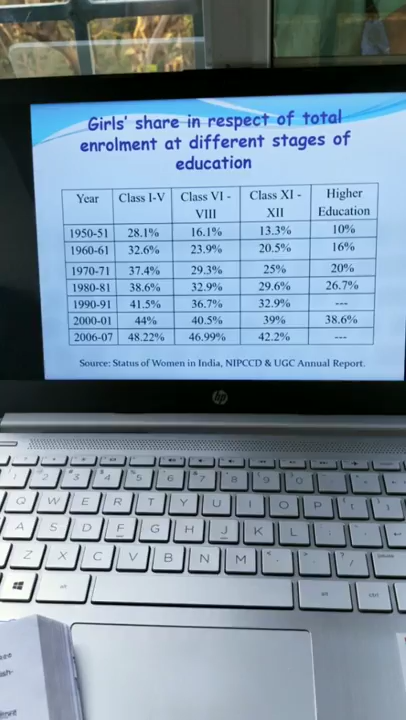 Girls' share in respect of total
enrolment at different stages of
education
Year Class I-V Class VI - VIII Class XI - XII Higher Education
1950-51 28.1% 16.1% 13.3% 10%
1960-61 32.6% 23.9% 20.5% 16%
1970-71 37.4% 29.3% 25% 20%
1980-81 38.6% 32.9% 29.6% 26.7%
1990-91 41.5% 36.7% 32.9% ---
2000-01 44% 40.5% 39% 38.6%
2006-07 48.22% 46.99% 42.2% ---
Source: Status of Women in India, NIPCCD & UGC Annual Report.
hp
Q W E R T Y U I O P
A S D F G H J K L
Z X C V B N M
alt alt ctrl